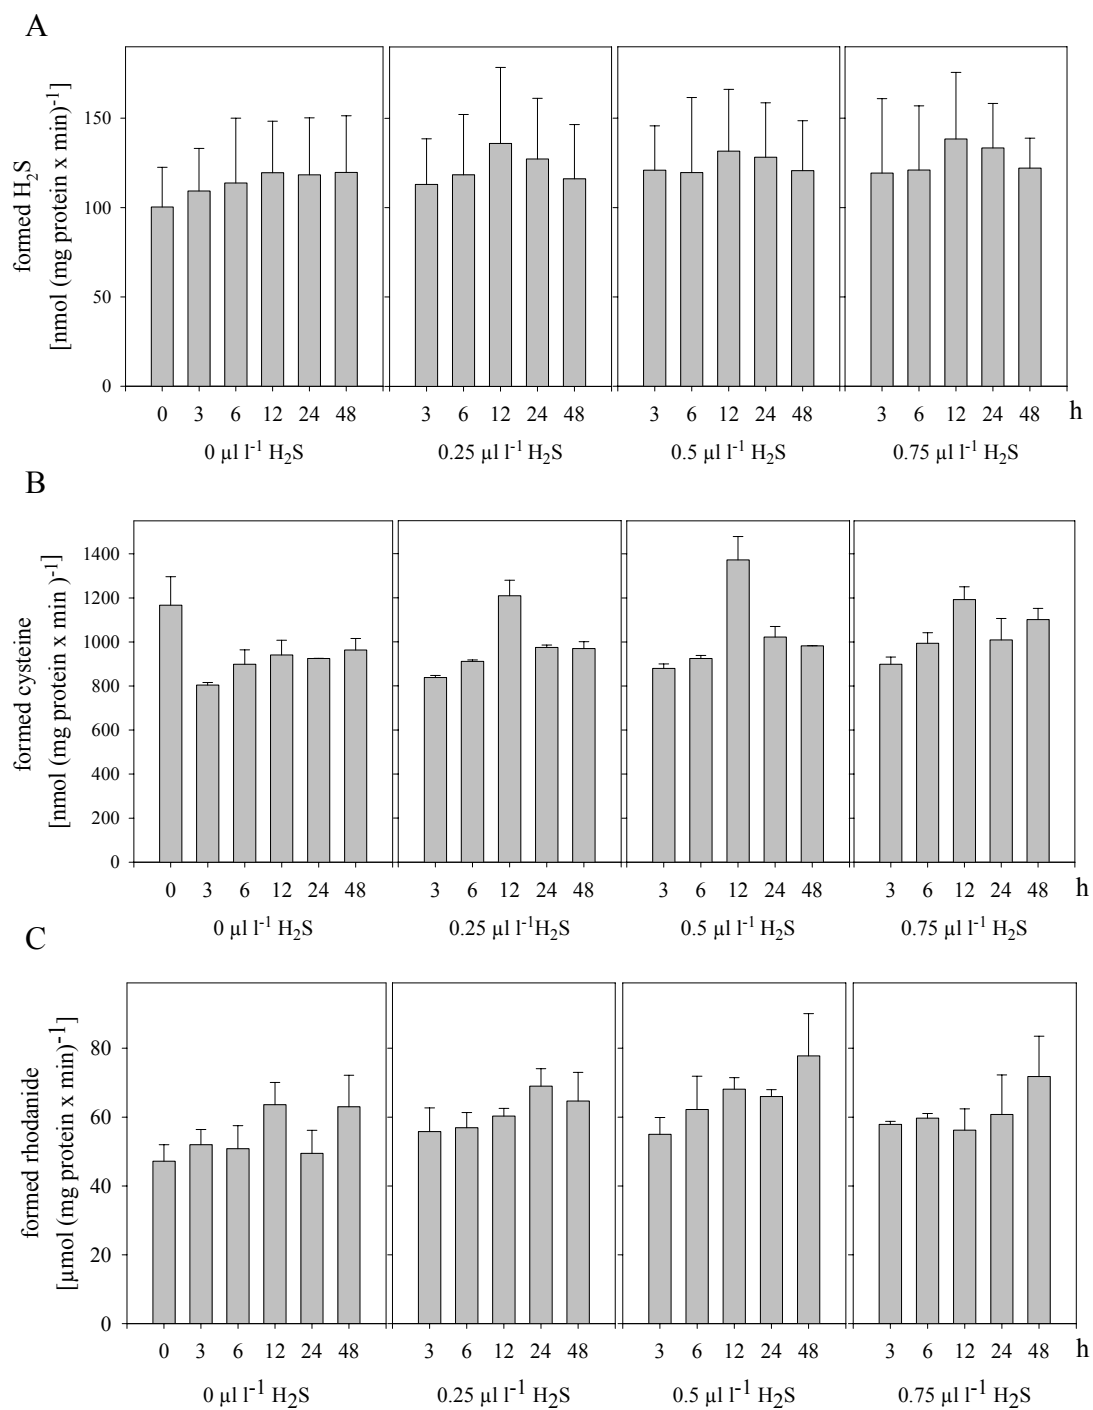 A
formed H₂S
[nmol (mg protein x min)⁻¹]
150
100
50
0
0 3 6 12 24 48 3 6 12 24 48 3 6 12 24 48 3 6 12 24 48 h
0 µl l⁻¹ H₂S 0.25 µl l⁻¹ H₂S 0.5 µl l⁻¹ H₂S 0.75 µl l⁻¹ H₂S
B
formed cysteine
[nmol (mg protein x min )⁻¹]
1400
1200
1000
800
600
400
200
0
0 3 6 12 24 48 3 6 12 24 48 3 6 12 24 48 3 6 12 24 48 h
0 µl l⁻¹ H₂S 0.25 µl l⁻¹H₂S 0.5 µl l⁻¹ H₂S 0.75 µl l⁻¹ H₂S
C
formed rhodanide
[µmol (mg protein x min)⁻¹]
80
60
40
20
0
0 3 6 12 24 48 3 6 12 24 48 3 6 12 24 48 3 6 12 24 48 h
0 µl l⁻¹ H₂S 0.25 µl l⁻¹ H₂S 0.5 µl l⁻¹ H₂S 0.75 µl l⁻¹ H₂S